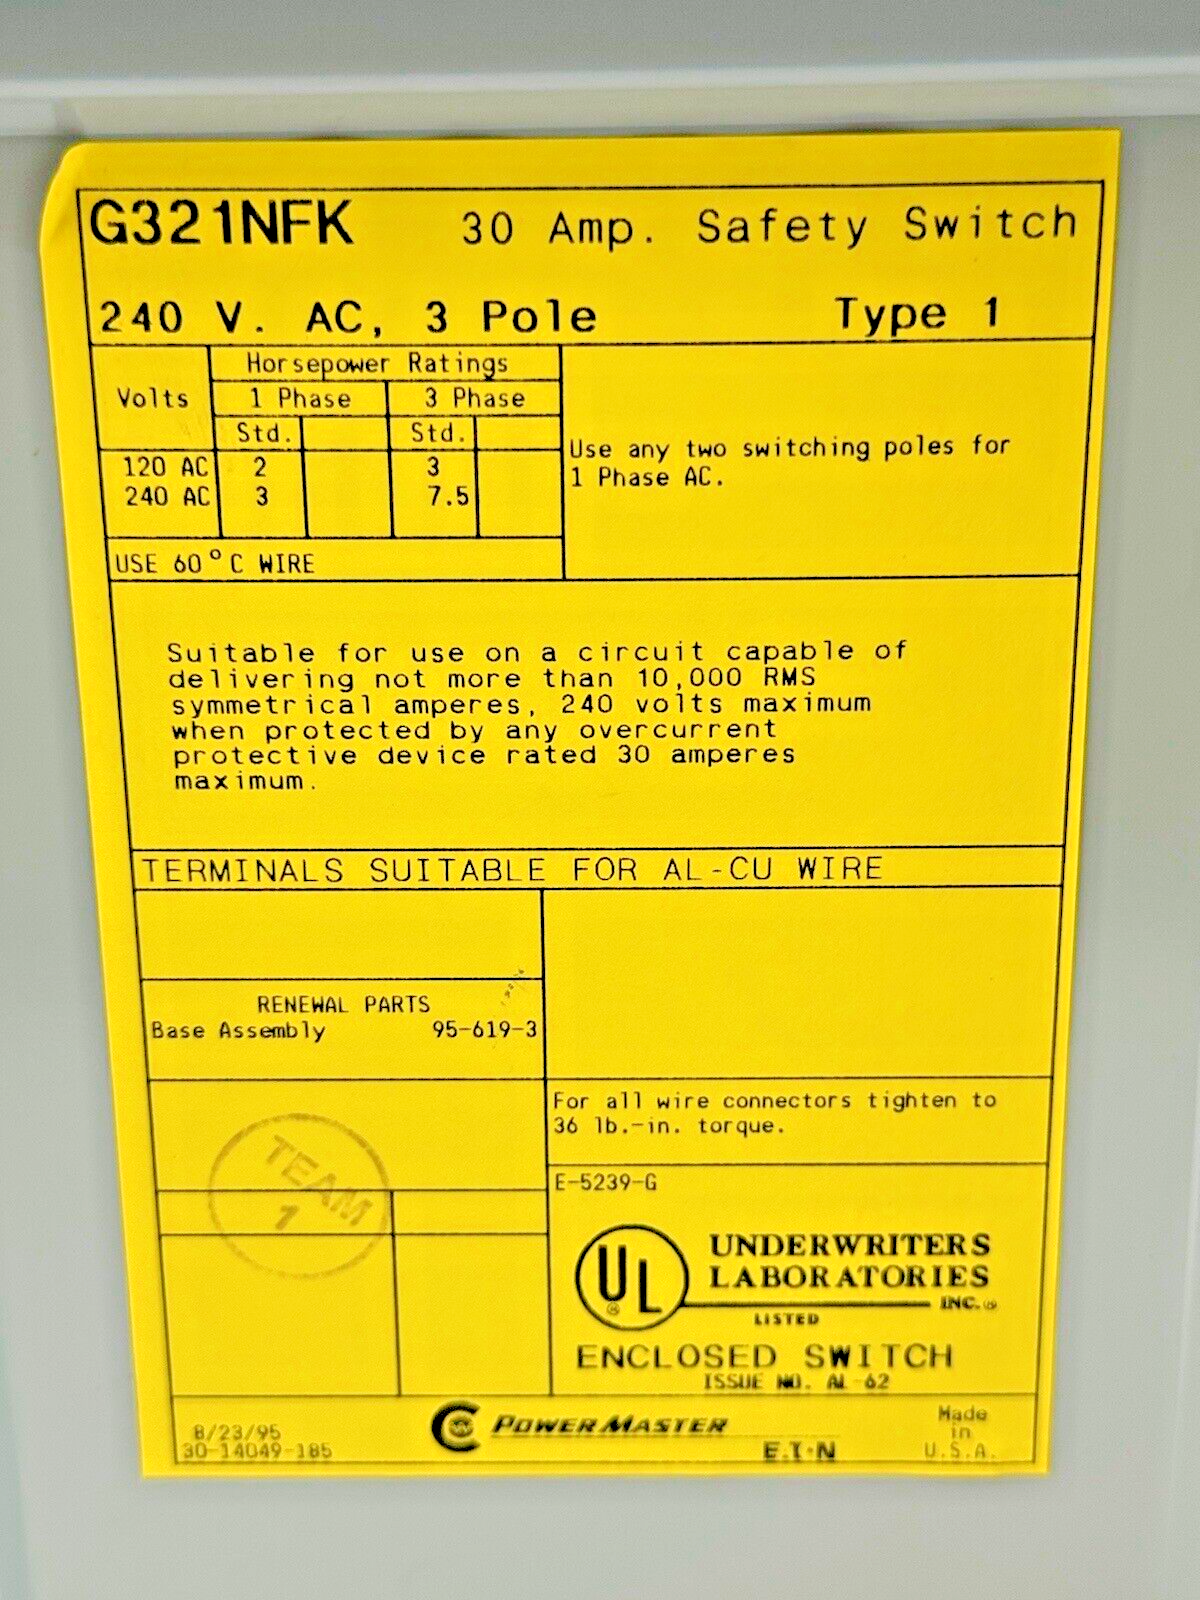 G321NFK 30 Amp. Safety Switch
240 V. AC, 3 Pole Type 1
Horsepower Ratings
Volts 1 Phase 3 Phase
Std. Std.
120 AC 2 3
240 AC 3 7.5
Use any two switching poles for
1 Phase AC.
USE 60°C WIRE
Suitable for use on a circuit capable of
delivering not more than 10,000 RMS
symmetrical amperes, 240 volts maximum
when protected by any overcurrent
protective device rated 30 amperes
maximum.
TERMINALS SUITABLE FOR AL-CU WIRE
RENEWAL PARTS
Base Assembly 95-619-3
For all wire connectors tighten to
36 lb.-in. torque.
TEAM
1
E-5239-G
UL® UNDERWRITERS
LABORATORIES
INC.®
LISTED
ENCLOSED SWITCH
ISSUE NO. AL-62
8/23/95
30-14049-185
POWERMASTER
E.T.N
Made
in
U.S.A.